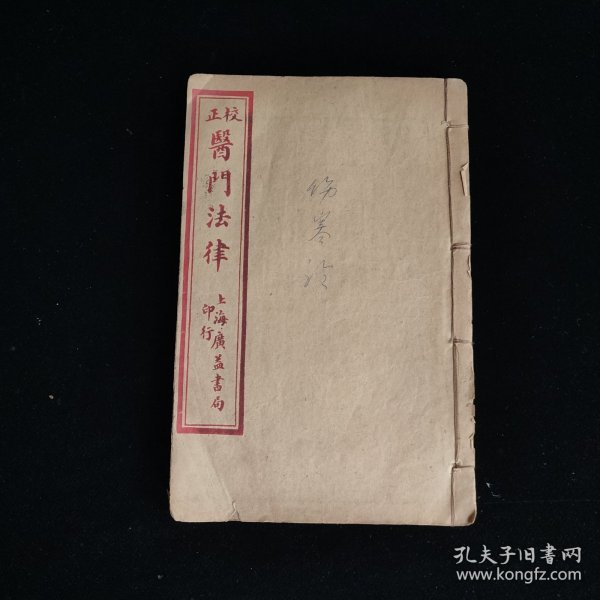 校正
醫門法律
上海廣益書局
印行
孔夫子旧书网
www.kongfz.com